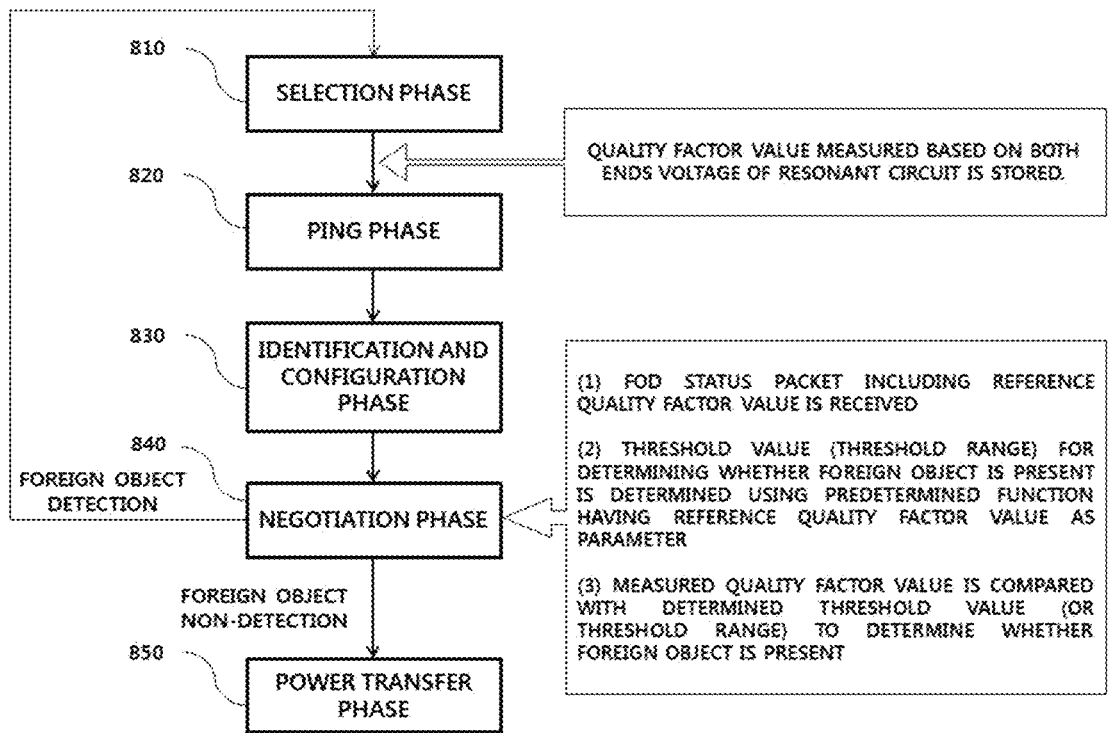 810
SELECTION PHASE
QUALITY FACTOR VALUE MEASURED BASED ON BOTH
ENDS VOLTAGE OF RESONANT CIRCUIT IS STORED.
820
PING PHASE
830
IDENTIFICATION AND
CONFIGURATION
PHASE
(1) FOD STATUS PACKET INCLUDING REFERENCE
QUALITY FACTOR VALUE IS RECEIVED
(2) THRESHOLD VALUE (THRESHOLD RANGE) FOR
DETERMINING WHETHER FOREIGN OBJECT IS PRESENT
IS DETERMINED USING PREDETERMINED FUNCTION
HAVING REFERENCE QUALITY FACTOR VALUE AS
PARAMETER
(3) MEASURED QUALITY FACTOR VALUE IS COMPARED
WITH DETERMINED THRESHOLD VALUE (OR
THRESHOLD RANGE) TO DETERMINE WHETHER
FOREIGN OBJECT IS PRESENT
840
FOREIGN OBJECT
DETECTION
NEGOTIATION PHASE
FOREIGN OBJECT
NON-DETECTION
850
POWER TRANSFER
PHASE